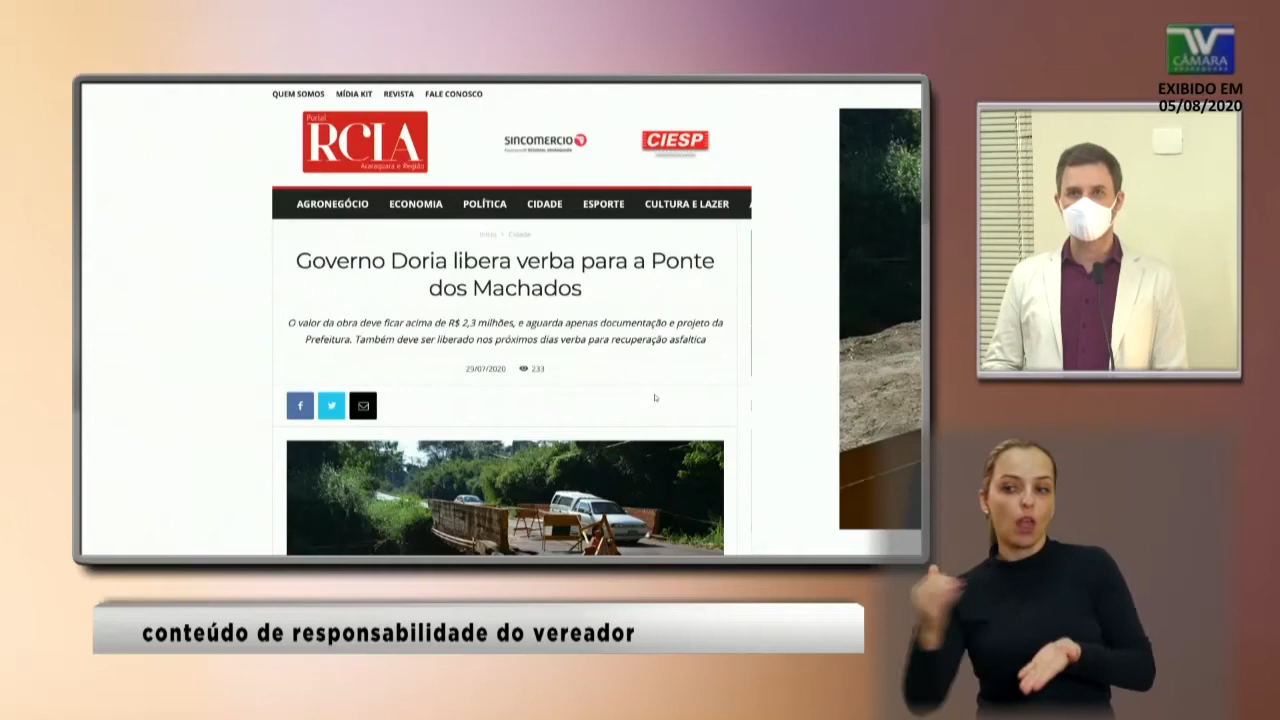 W
CÂMARA
EXIBIDO EM
05/08/2020
QUEM SOMOS MÍDIA KIT REVISTA FALE CONOSCO
Portal
RCIA
Araraquara e Região
SINCOMERCIO
CIESP
AGRONEGÓCIO ECONOMIA POLÍTICA CIDADE ESPORTE CULTURA E LAZER
Início › Cidade
Governo Doria libera verba para a Ponte
dos Machados
O valor da obra deve ficar acima de R$ 2,3 milhões, e aguarda apenas documentação e projeto da
Prefeitura. Também deve ser liberado nos próximos dias verba para recuperação asfaltica
29/07/2020 233
conteúdo de responsabilidade do vereador